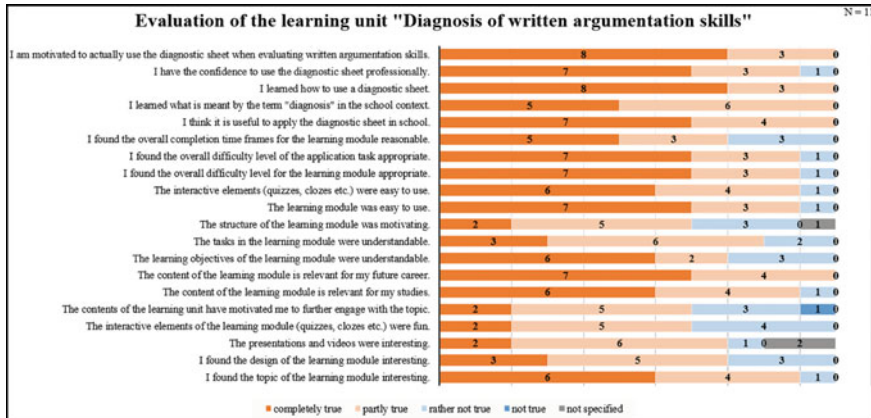 Evaluation of the learning unit "Diagnosis of written argumentation skills"
N = 1
I am motivated to actually use the diagnostic sheet when evaluating written argumentation skills. 8 3 0
I have the confidence to use the diagnostic sheet professionally. 7 3 1 0
I learned how to use a diagnostic sheet. 8 3 0
I learned what is meant by the term "diagnosis" in the school context. 5 6 0
I think it is useful to apply the diagnostic sheet in school. 7 4 0
I found the overall completion time frames for the learning module reasonable. 5 3 3 0
I found the overall difficulty level of the application task appropriate. 7 3 1 0
I found the overall difficulty level for the learning module appropriate. 7 3 1 0
The interactive elements (quizzes, clozes etc.) were easy to use. 6 4 1 0
The learning module was easy to use. 7 3 1 0
The structure of the learning module was motivating. 2 5 3 0 1
The tasks in the learning module were understandable. 3 6 2 0
The learning objectives of the learning module were understandable. 6 2 3 0
The content of the learning module is relevant for my future career. 7 4 0
The content of the learning module is relevant for my studies. 6 4 1 0
The contents of the learning unit have motivated me to further engage with the topic. 2 5 3 1 0
The interactive elements of the learning module (quizzes, clozes etc.) were fun. 2 5 4 0
The presentations and videos were interesting. 2 6 1 0 2
I found the design of the learning module interesting. 3 5 3 0
I found the topic of the learning module interesting. 6 4 1 0
completely true partly true rather not true not true not specified